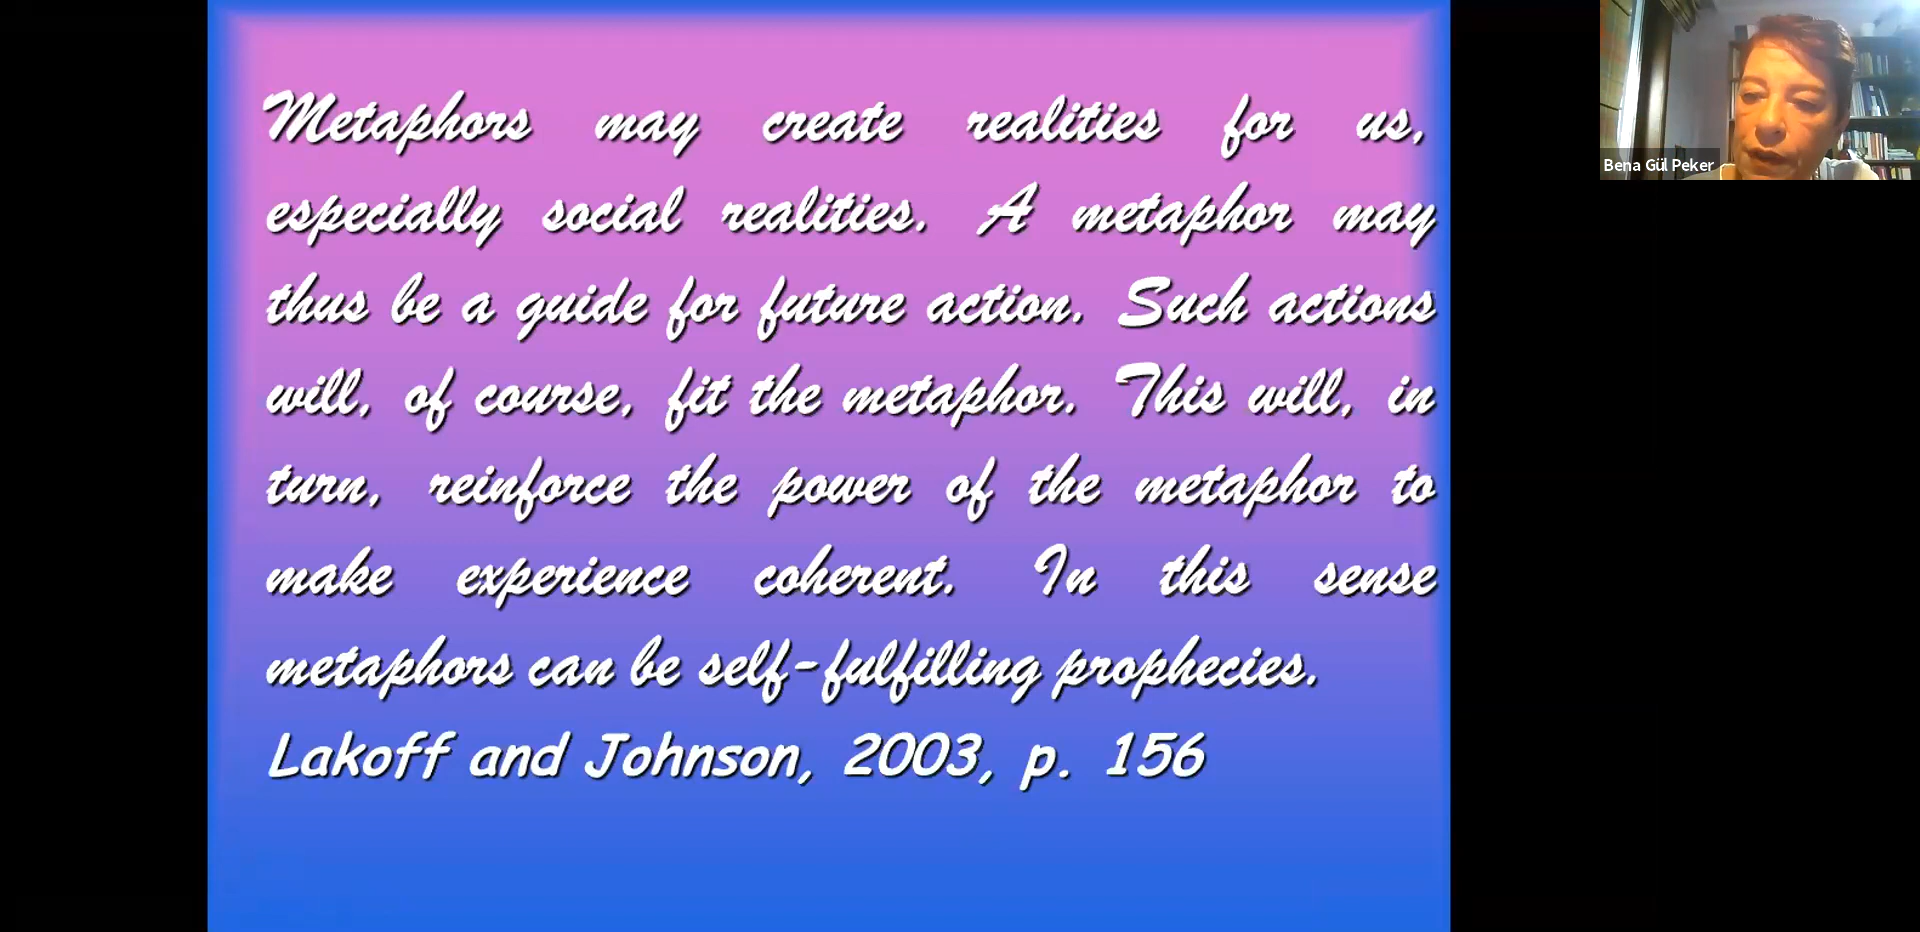 Metaphors may create realities for us,
especially social realities. A metaphor may
thus be a guide for future action. Such actions
will, of course, fit the metaphor. This will, in
turn, reinforce the power of the metaphor to
make experience coherent. In this sense
metaphors can be self-fulfilling prophecies.
Lakoff and Johnson, 2003, p. 156
Bena Gül Peker